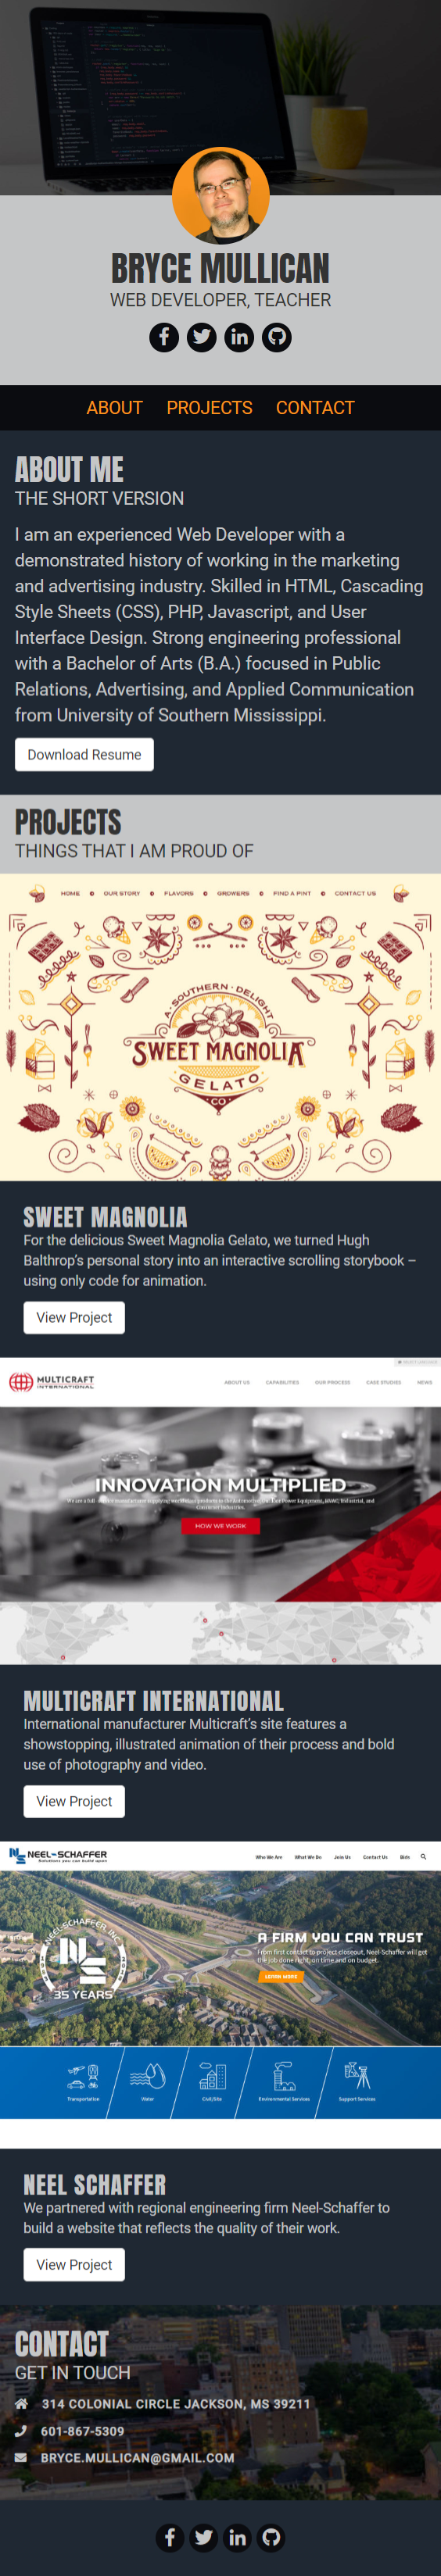 BRYCE MULLICAN
WEB DEVELOPER, TEACHER
ABOUT PROJECTS CONTACT
ABOUT ME
THE SHORT VERSION
I am an experienced Web Developer with a
demonstrated history of working in the marketing
and advertising industry. Skilled in HTML, Cascading
Style Sheets (CSS), PHP, Javascript, and User
Interface Design. Strong engineering professional
with a Bachelor of Arts (B.A.) focused in Public
Relations, Advertising, and Applied Communication
from University of Southern Mississippi.
Download Resume
PROJECTS
THINGS THAT I AM PROUD OF
HOME OUR STORY FLAVORS GROWERS FIND A PINT CONTACT US
A SOUTHERN · DELIGHT
SWEET MAGNOLIA
GELATO
CO
SWEET MAGNOLIA
For the delicious Sweet Magnolia Gelato, we turned Hugh
Balthrop's personal story into an interactive scrolling storybook –
using only code for animation.
View Project
MULTICRAFT
INTERNATIONAL
ABOUT US CAPABILITIES OUR PROCESS CASE STUDIES NEWS
INNOVATION MULTIPLIED
HOW WE WORK
MULTICRAFT INTERNATIONAL
International manufacturer Multicraft's site features a
showstopping, illustrated animation of their process and bold
use of photography and video.
View Project
NEEL-SCHAFFER
Solutions you can build upon
Who We Are What We Do Join Us Contact Us Bids
NEEL-SCHAFFER, INC.
NS
35 YEARS
A FIRM YOU CAN TRUST
From first contact to project closeout, Neel-Schaffer will get
the job done right, on time and on budget.
LEARN MORE
Transportation Water Civil/Site Environmental Services Support Services
NEEL SCHAFFER
We partnered with regional engineering firm Neel-Schaffer to
build a website that reflects the quality of their work.
View Project
CONTACT
GET IN TOUCH
314 COLONIAL CIRCLE JACKSON, MS 39211
601-867-5309
BRYCE.MULLICAN@GMAIL.COM